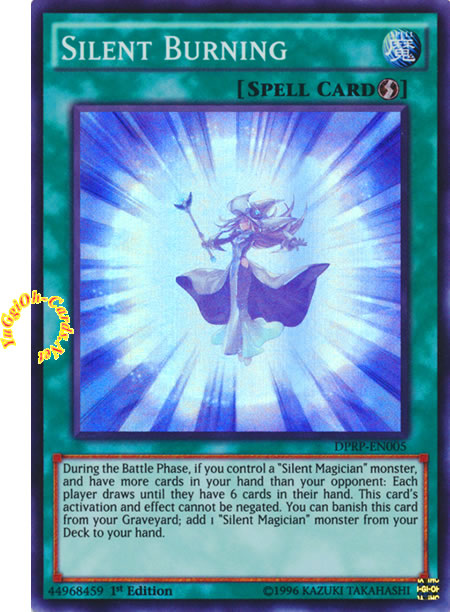 SILENT BURNING
[SPELL CARD]
YuGgiOh-Cards.Net
DPRP-EN005
During the Battle Phase, if you control a "Silent Magician" monster,
and have more cards in your hand than your opponent: Each
player draws until they have 6 cards in their hand. This card's
activation and effect cannot be negated. You can banish this card
from your Graveyard; add 1 "Silent Magician" monster from your
Deck to your hand.
44968459 1st Edition ©1996 KAZUKI TAKAHASHI